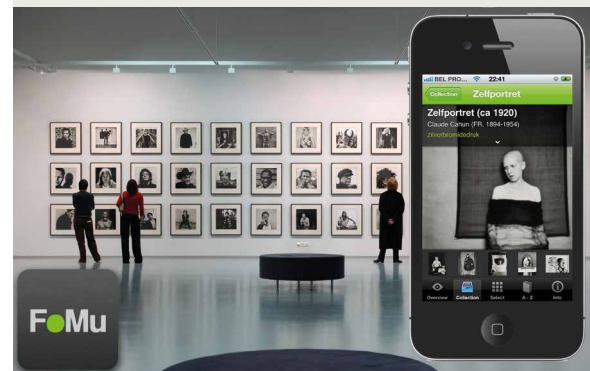 BEL PRO... 22:41
Collection Zelfportret
Zelfportret (ca 1920)
Claude Cahun (FR. 1894-1954)
zilverbromidedruk
Overview Collection Select A - Z Info
FoMu